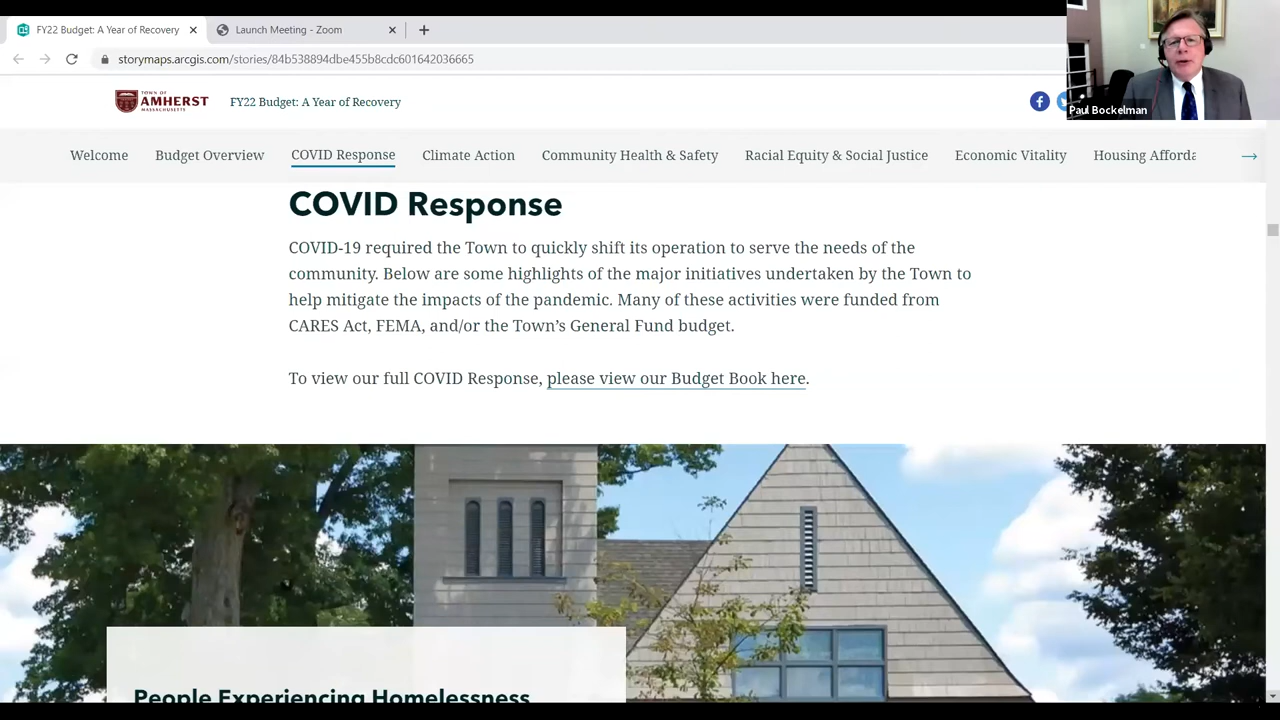 FY22 Budget: A Year of Recovery
Launch Meeting - Zoom
storymaps.arcgis.com/stories/84b538894dbe455b8cdc601642036665
Paul Bockelman
TOWN OF
AMHERST
MASSACHUSETTS
FY22 Budget: A Year of Recovery
Welcome Budget Overview COVID Response Climate Action Community Health & Safety Racial Equity & Social Justice Economic Vitality Housing Afforda
COVID Response
COVID-19 required the Town to quickly shift its operation to serve the needs of the
community. Below are some highlights of the major initiatives undertaken by the Town to
help mitigate the impacts of the pandemic. Many of these activities were funded from
CARES Act, FEMA, and/or the Town’s General Fund budget.
To view our full COVID Response, please view our Budget Book here.
People Experiencing Homelessness